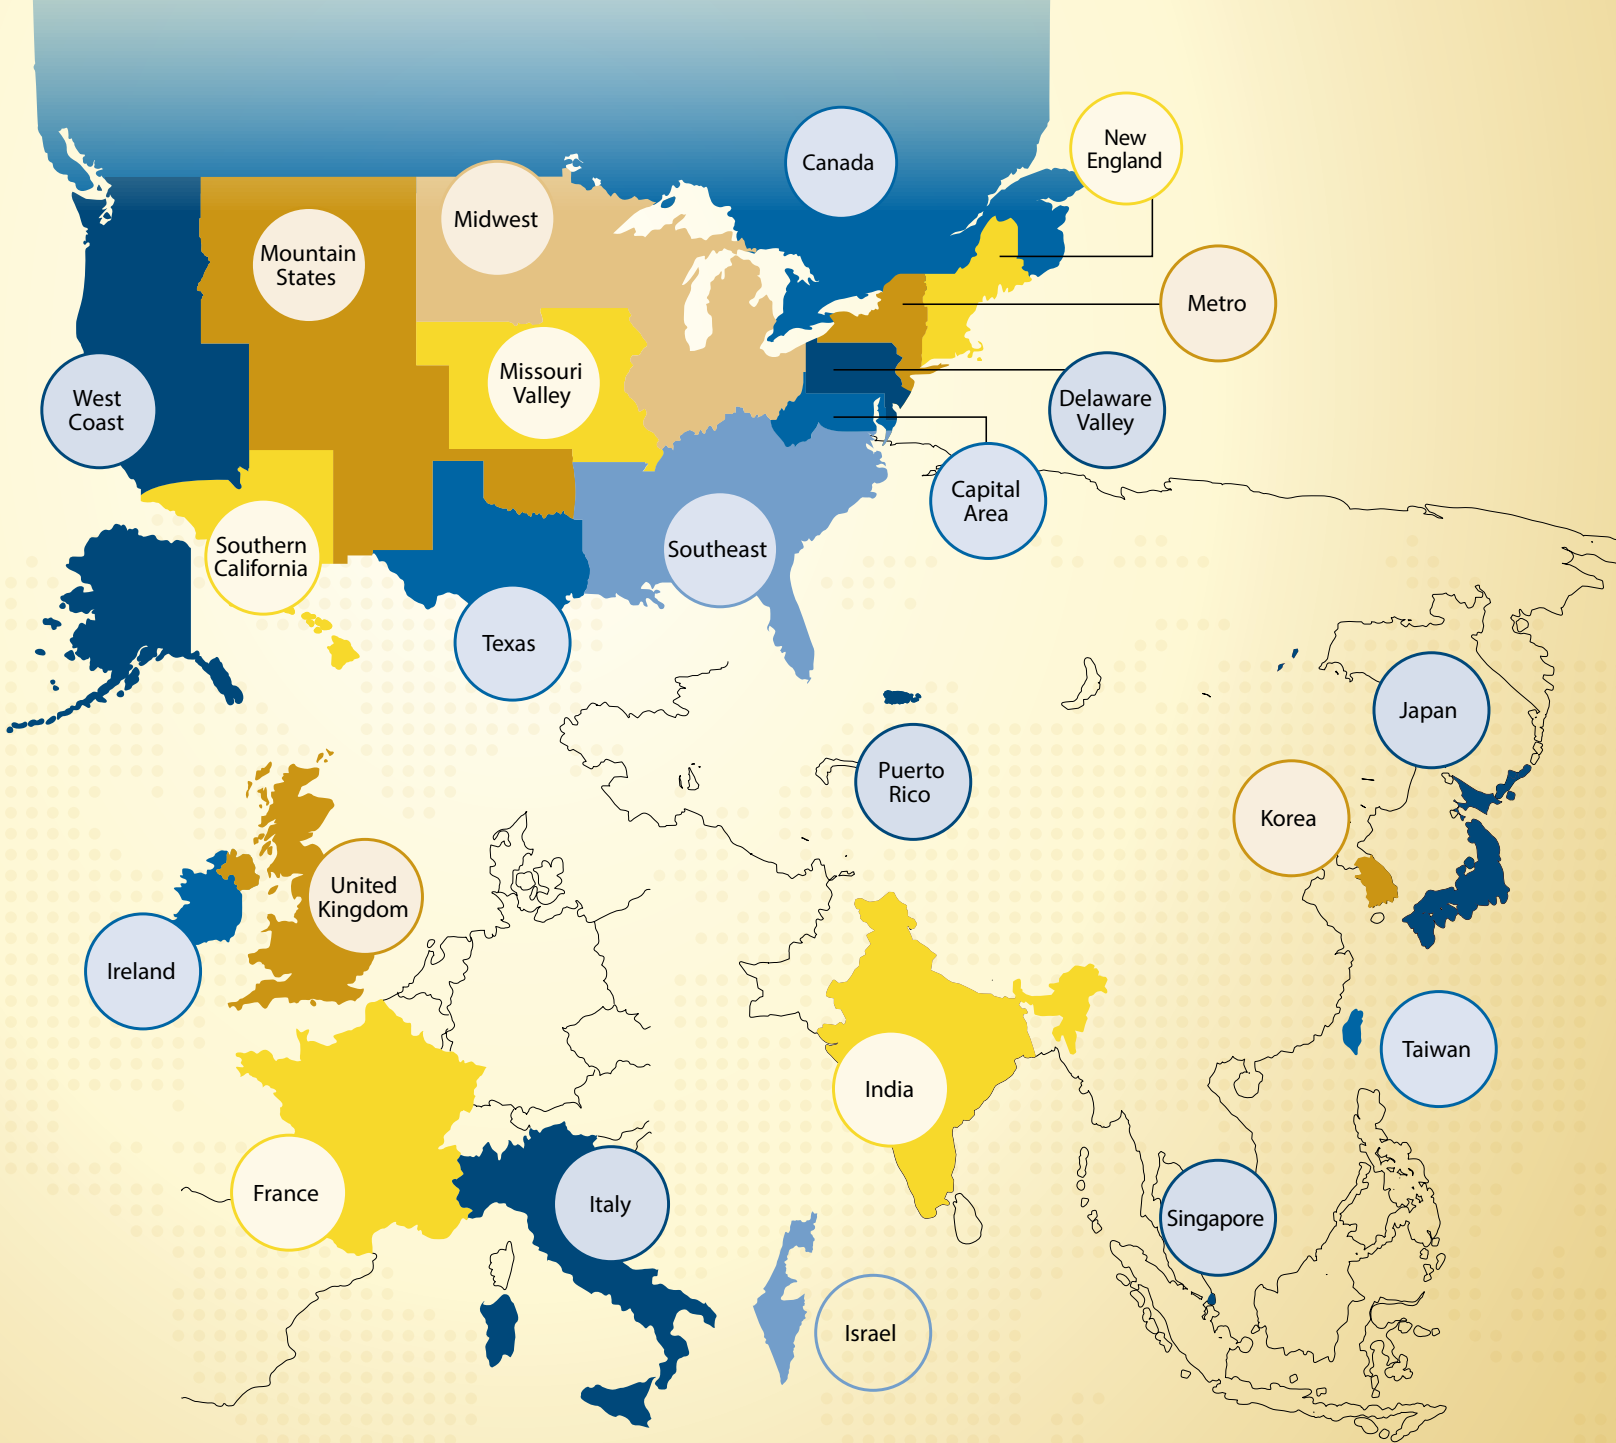 New
England
Canada
Midwest
Mountain
States
Metro
Missouri
Valley
West
Coast
Delaware
Valley
Capital
Area
Southern
California
Southeast
Texas
Japan
Puerto
Rico
Korea
United
Kingdom
Ireland
Taiwan
India
France
Italy
Singapore
Israel